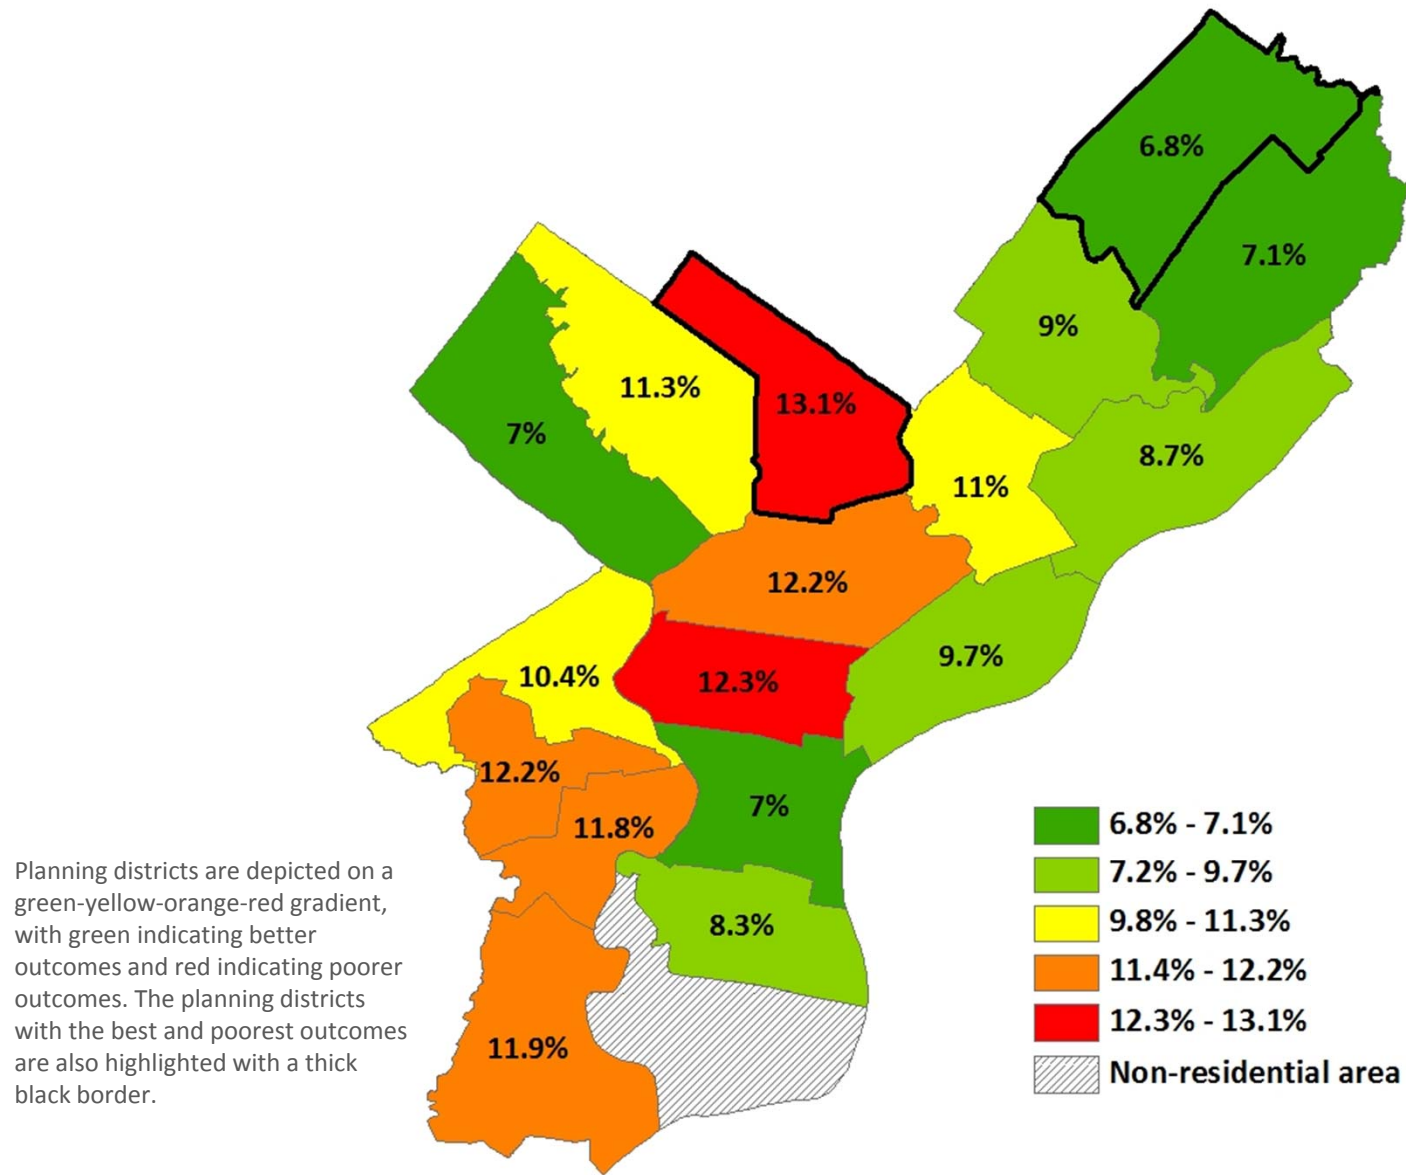 6.8%
7.1%
9%
11.3%
13.1%
7%
8.7%
11%
12.2%
9.7%
10.4%
12.3%
12.2%
7%
11.8%
8.3%
11.9%
Planning districts are depicted on a
green-yellow-orange-red gradient,
with green indicating better
outcomes and red indicating poorer
outcomes. The planning districts
with the best and poorest outcomes
are also highlighted with a thick
black border.
6.8% - 7.1%
7.2% - 9.7%
9.8% - 11.3%
11.4% - 12.2%
12.3% - 13.1%
Non-residential area